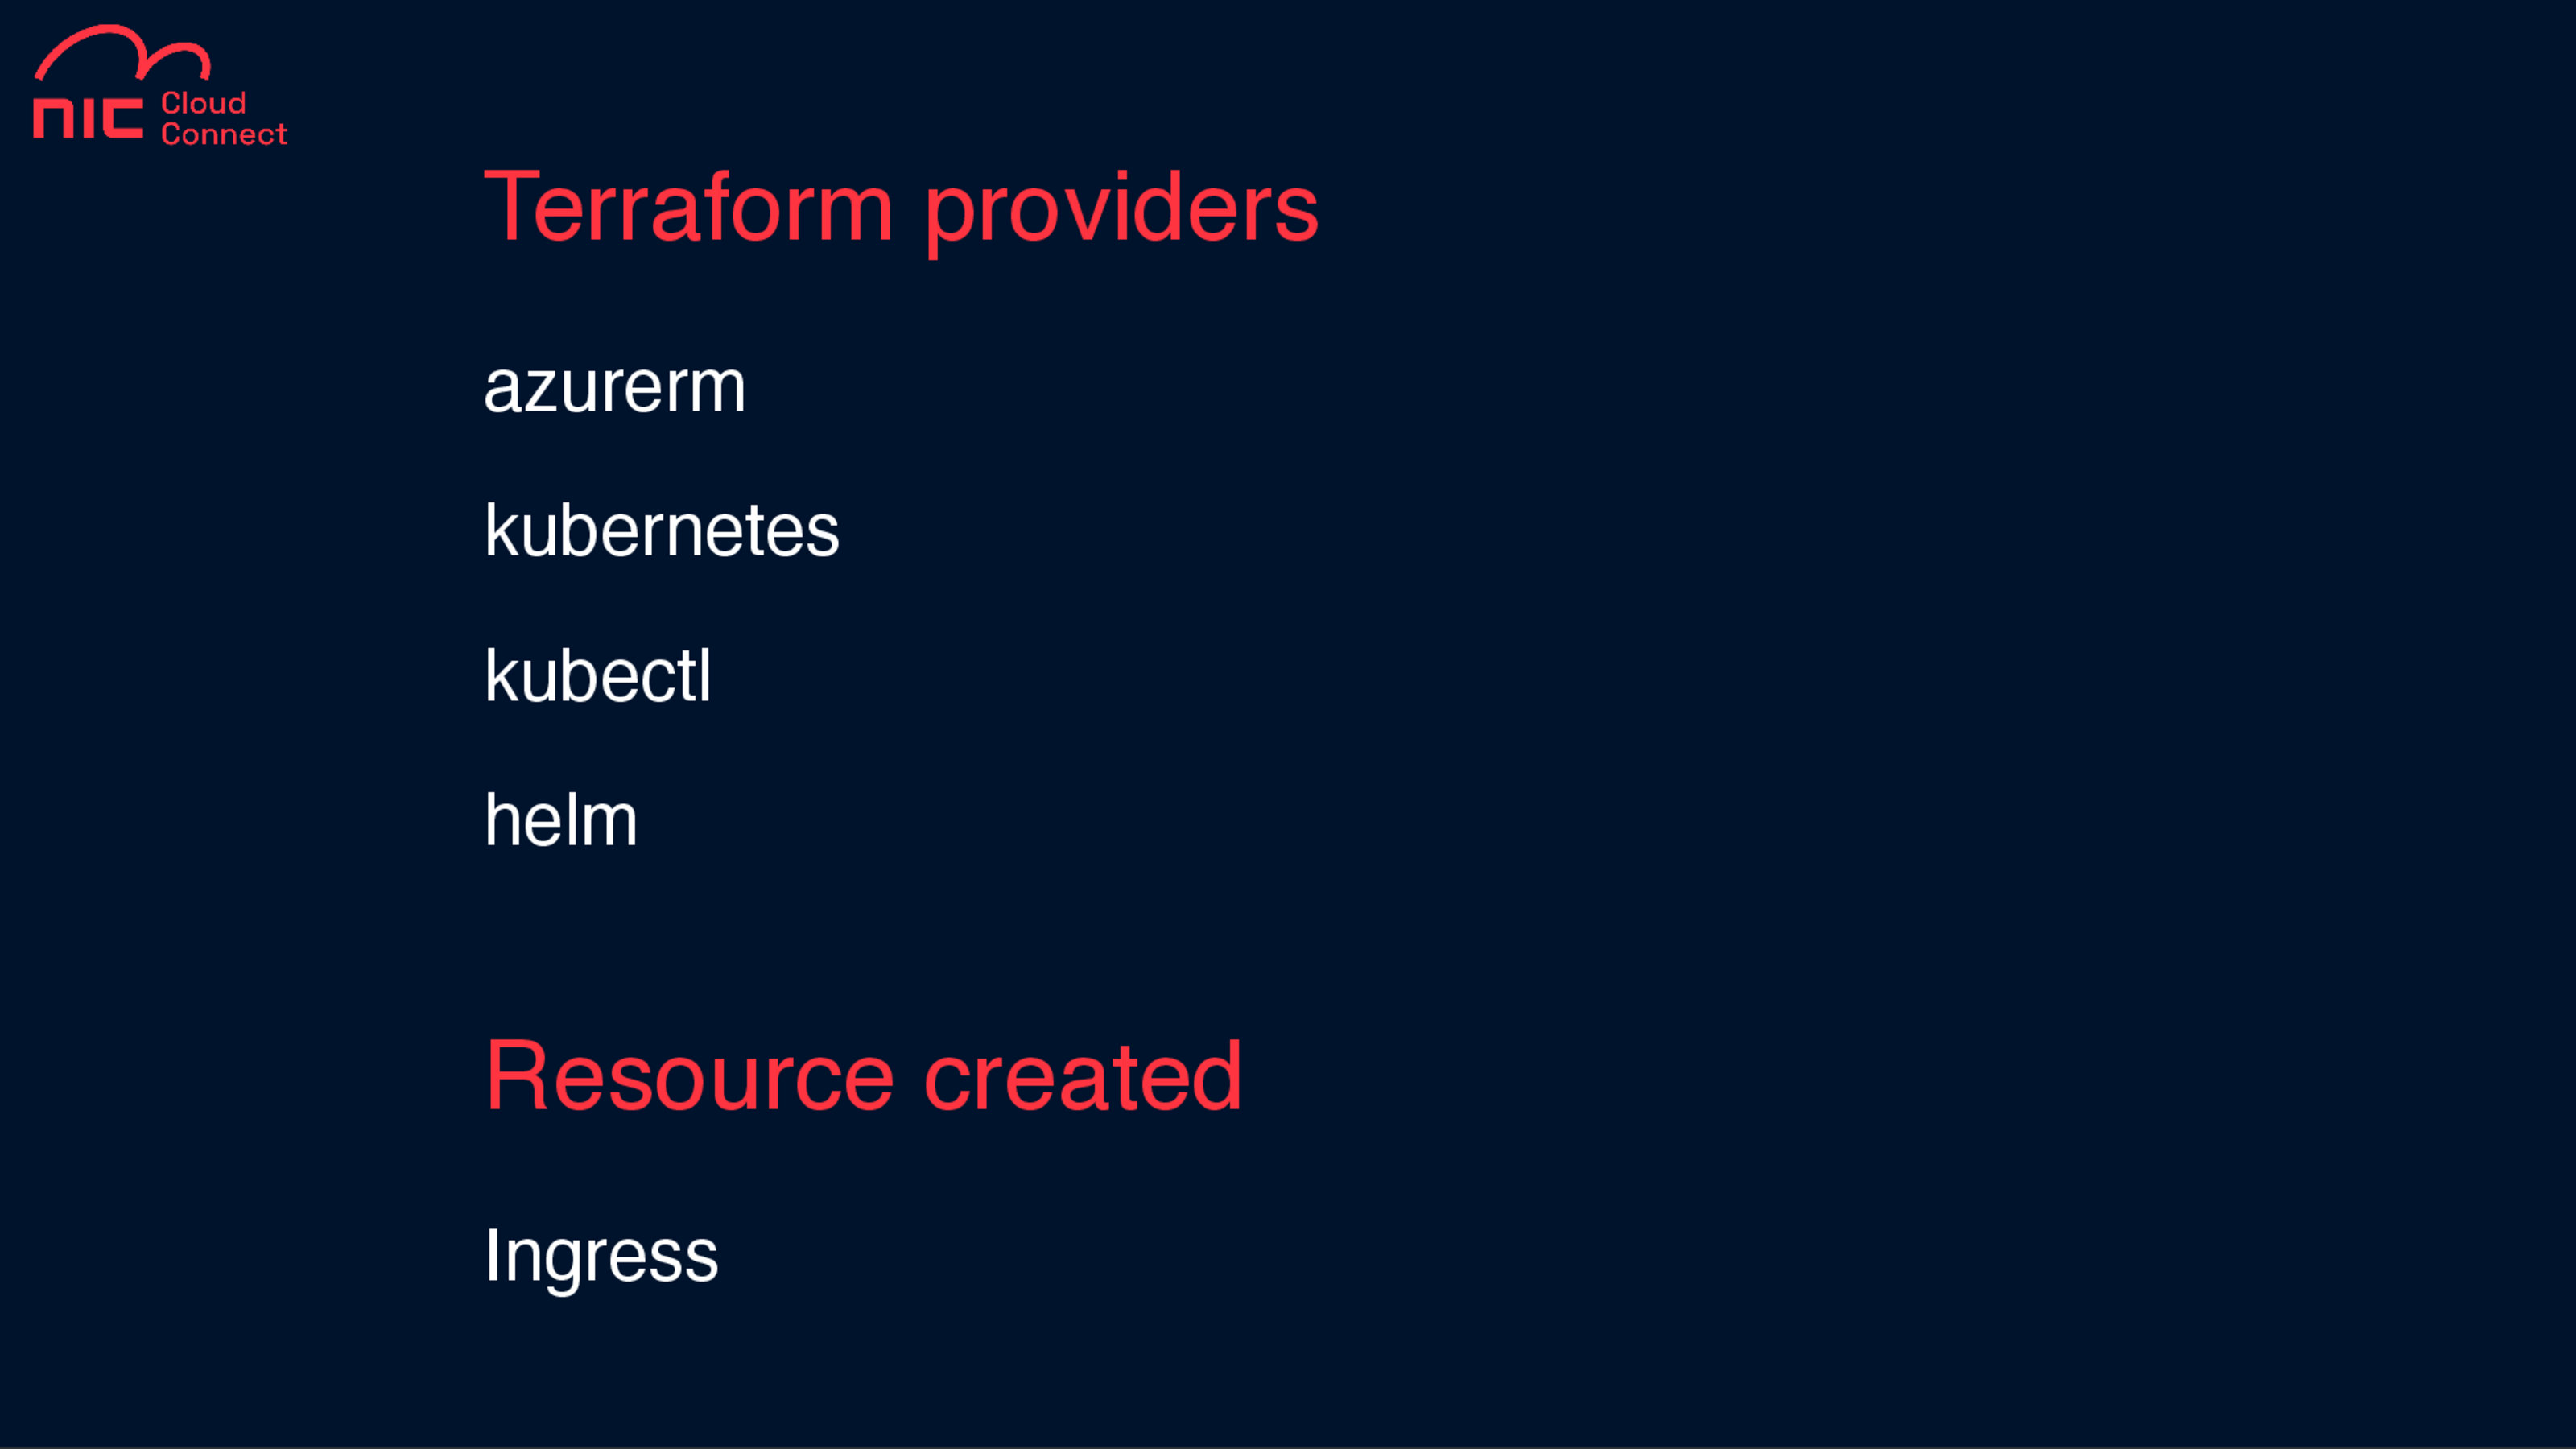 nic Cloud
Connect
Terraform providers
azurerm
kubernetes
kubectl
helm
Resource created
Ingress